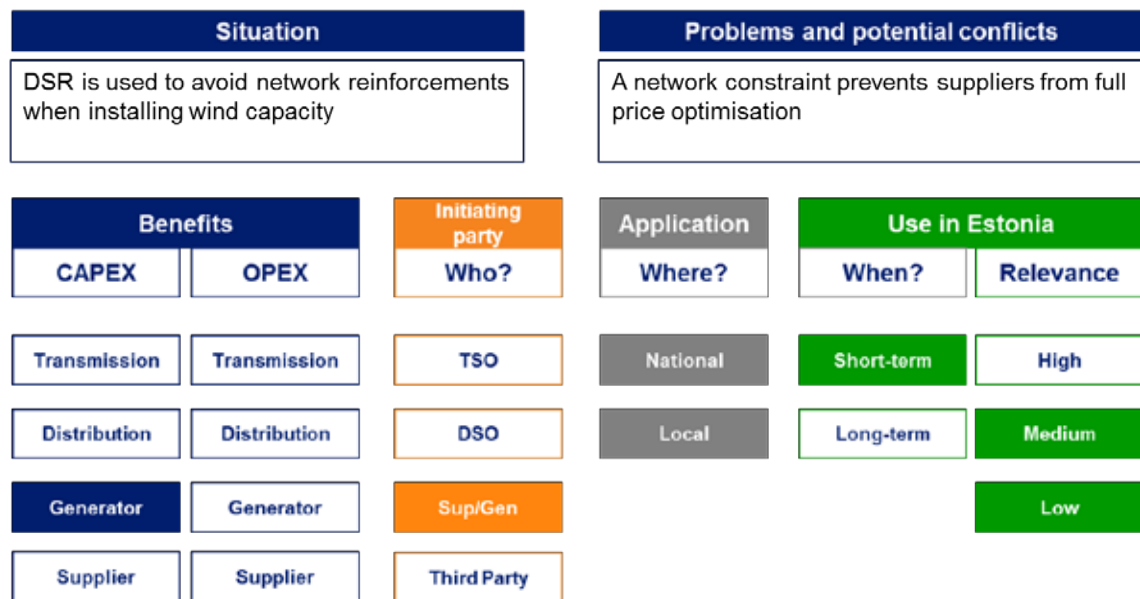 Situation
Problems and potential conflicts
DSR is used to avoid network reinforcements
when installing wind capacity
A network constraint prevents suppliers from full
price optimisation
Benefits
Initiating
party
Application
Use in Estonia
CAPEX
OPEX
Who?
Where?
When?
Relevance
Transmission
Transmission
TSO
National
Short-term
High
Distribution
Distribution
DSO
Local
Long-term
Medium
Generator
Generator
Sup/Gen
Low
Supplier
Supplier
Third Party